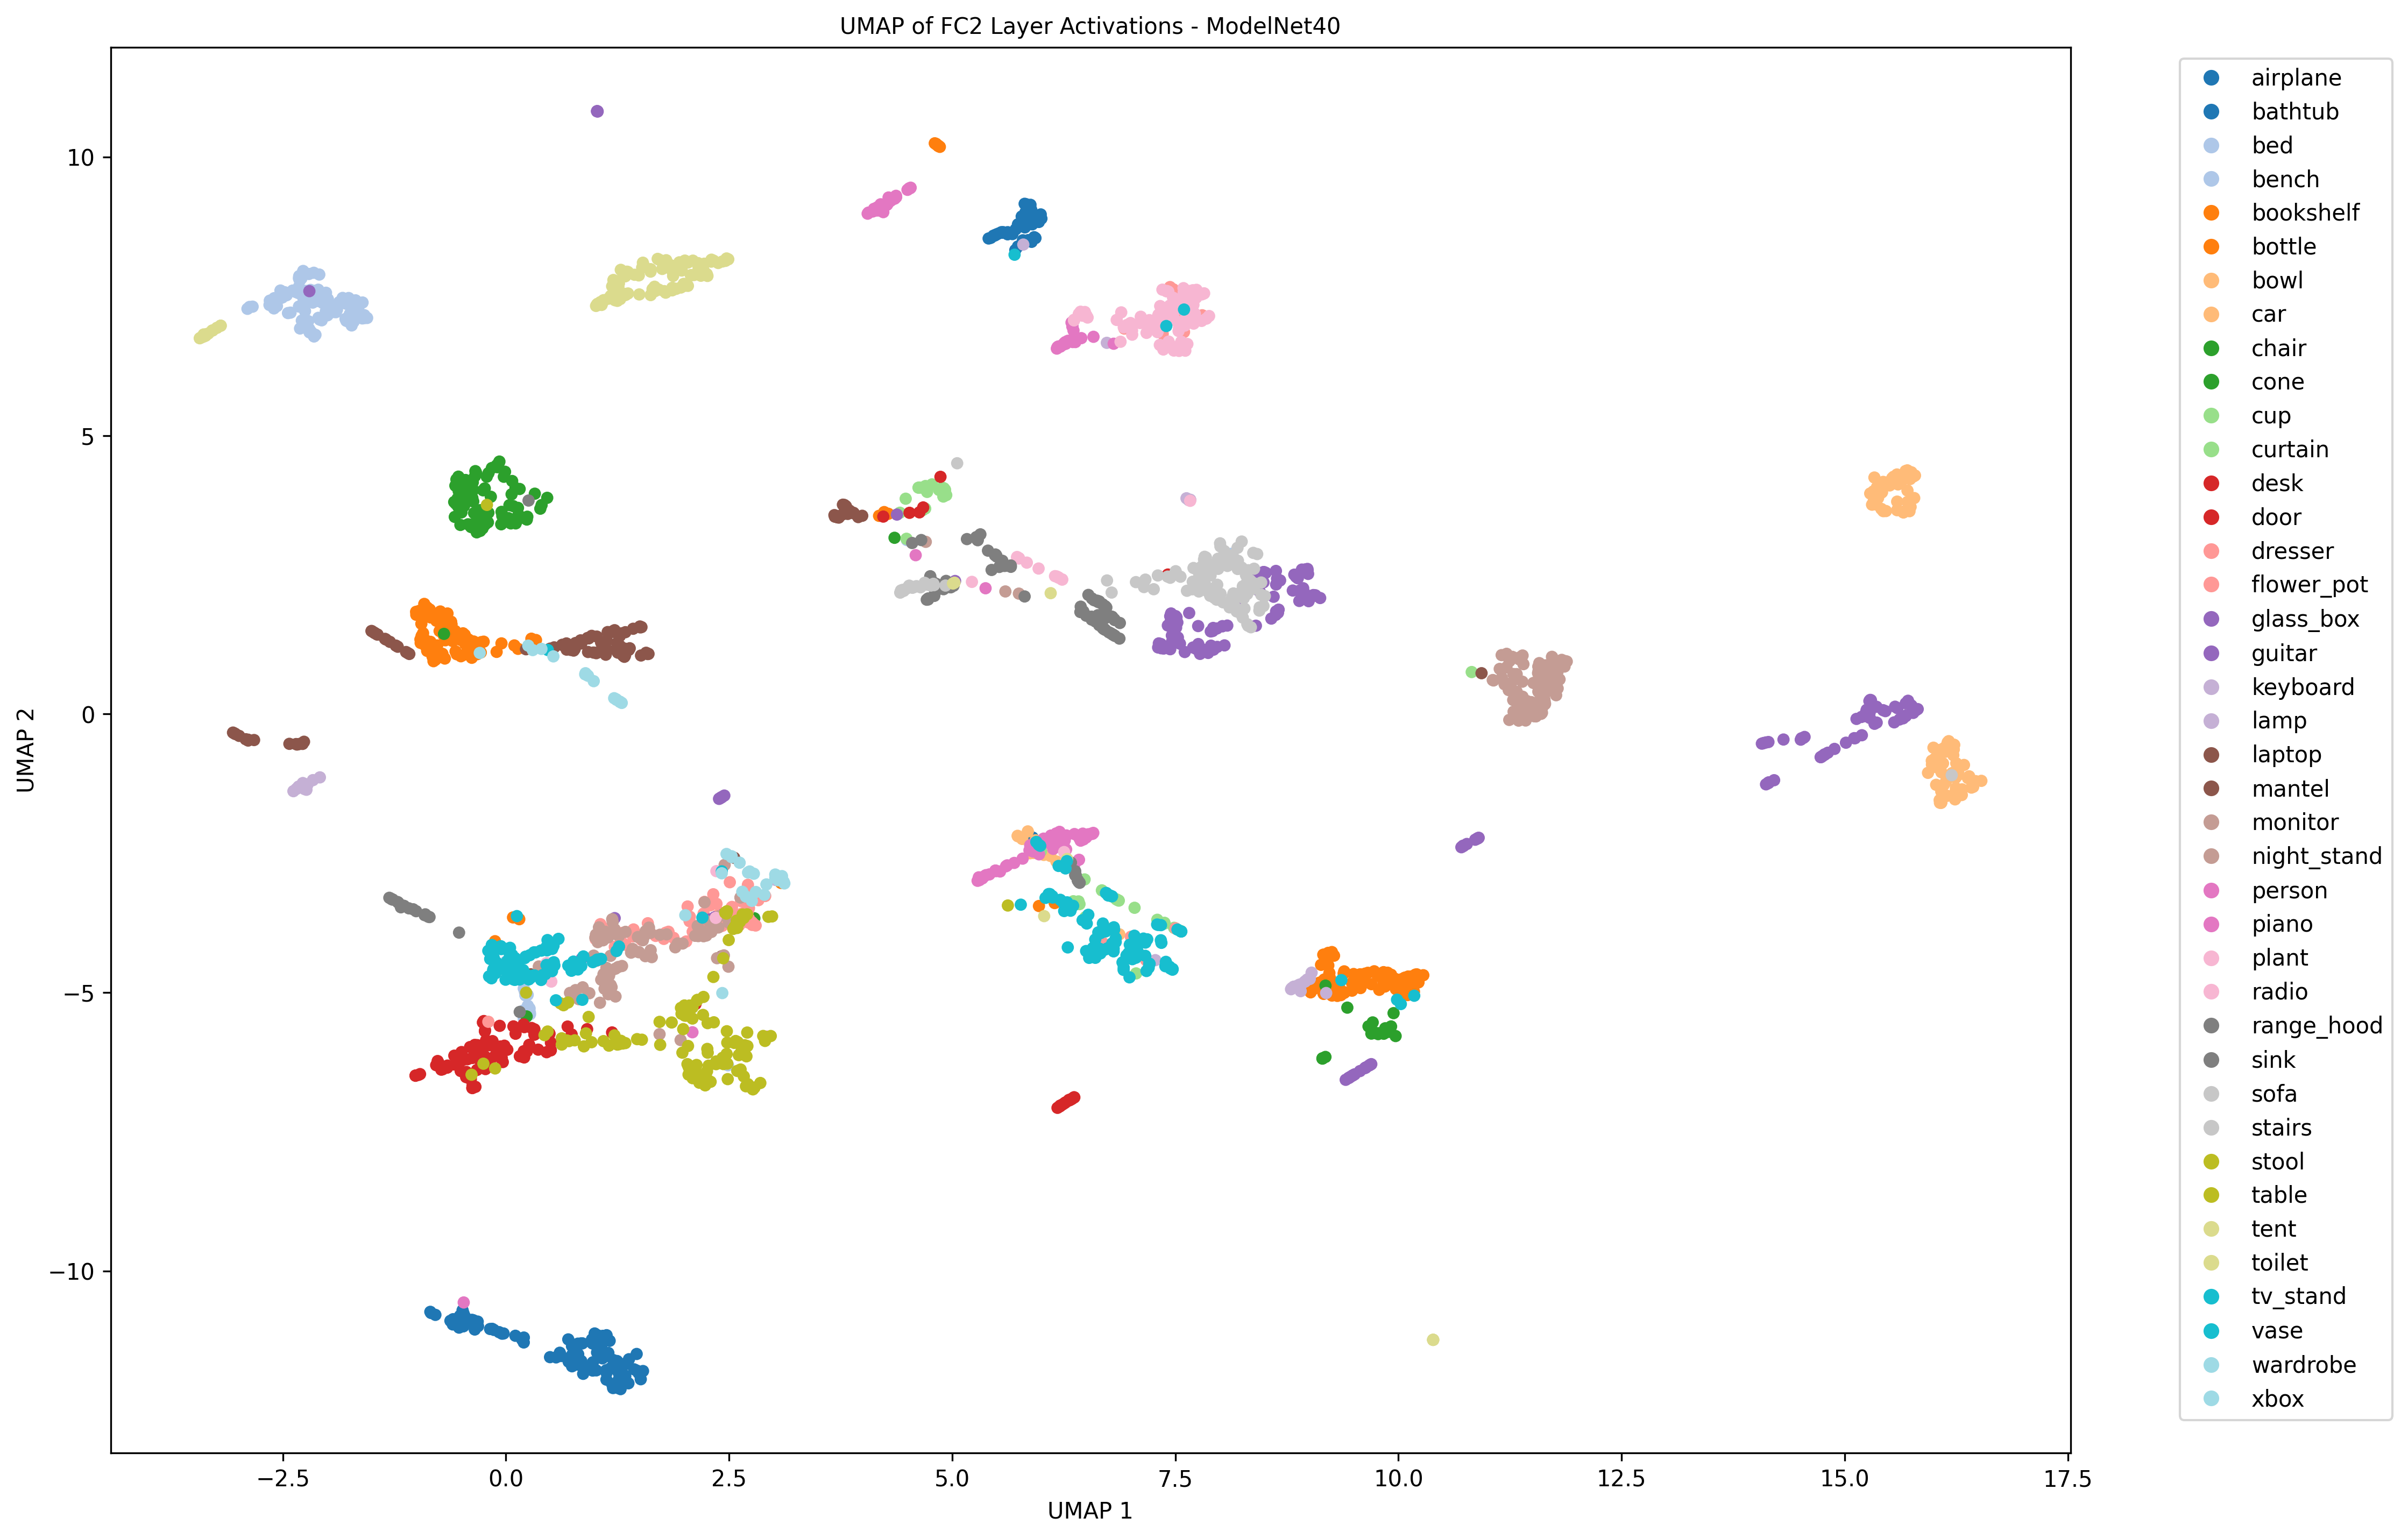 UMAP of FC2 Layer Activations - ModelNet40
10
5
0
−5
−10
UMAP 2
−2.5
0.0
2.5
5.0
7.5
10.0
12.5
15.0
17.5
UMAP 1
airplane
bathtub
bed
bench
bookshelf
bottle
bowl
car
chair
cone
cup
curtain
desk
door
dresser
flower_pot
glass_box
guitar
keyboard
lamp
laptop
mantel
monitor
night_stand
person
piano
plant
radio
range_hood
sink
sofa
stairs
stool
table
tent
toilet
tv_stand
vase
wardrobe
xbox